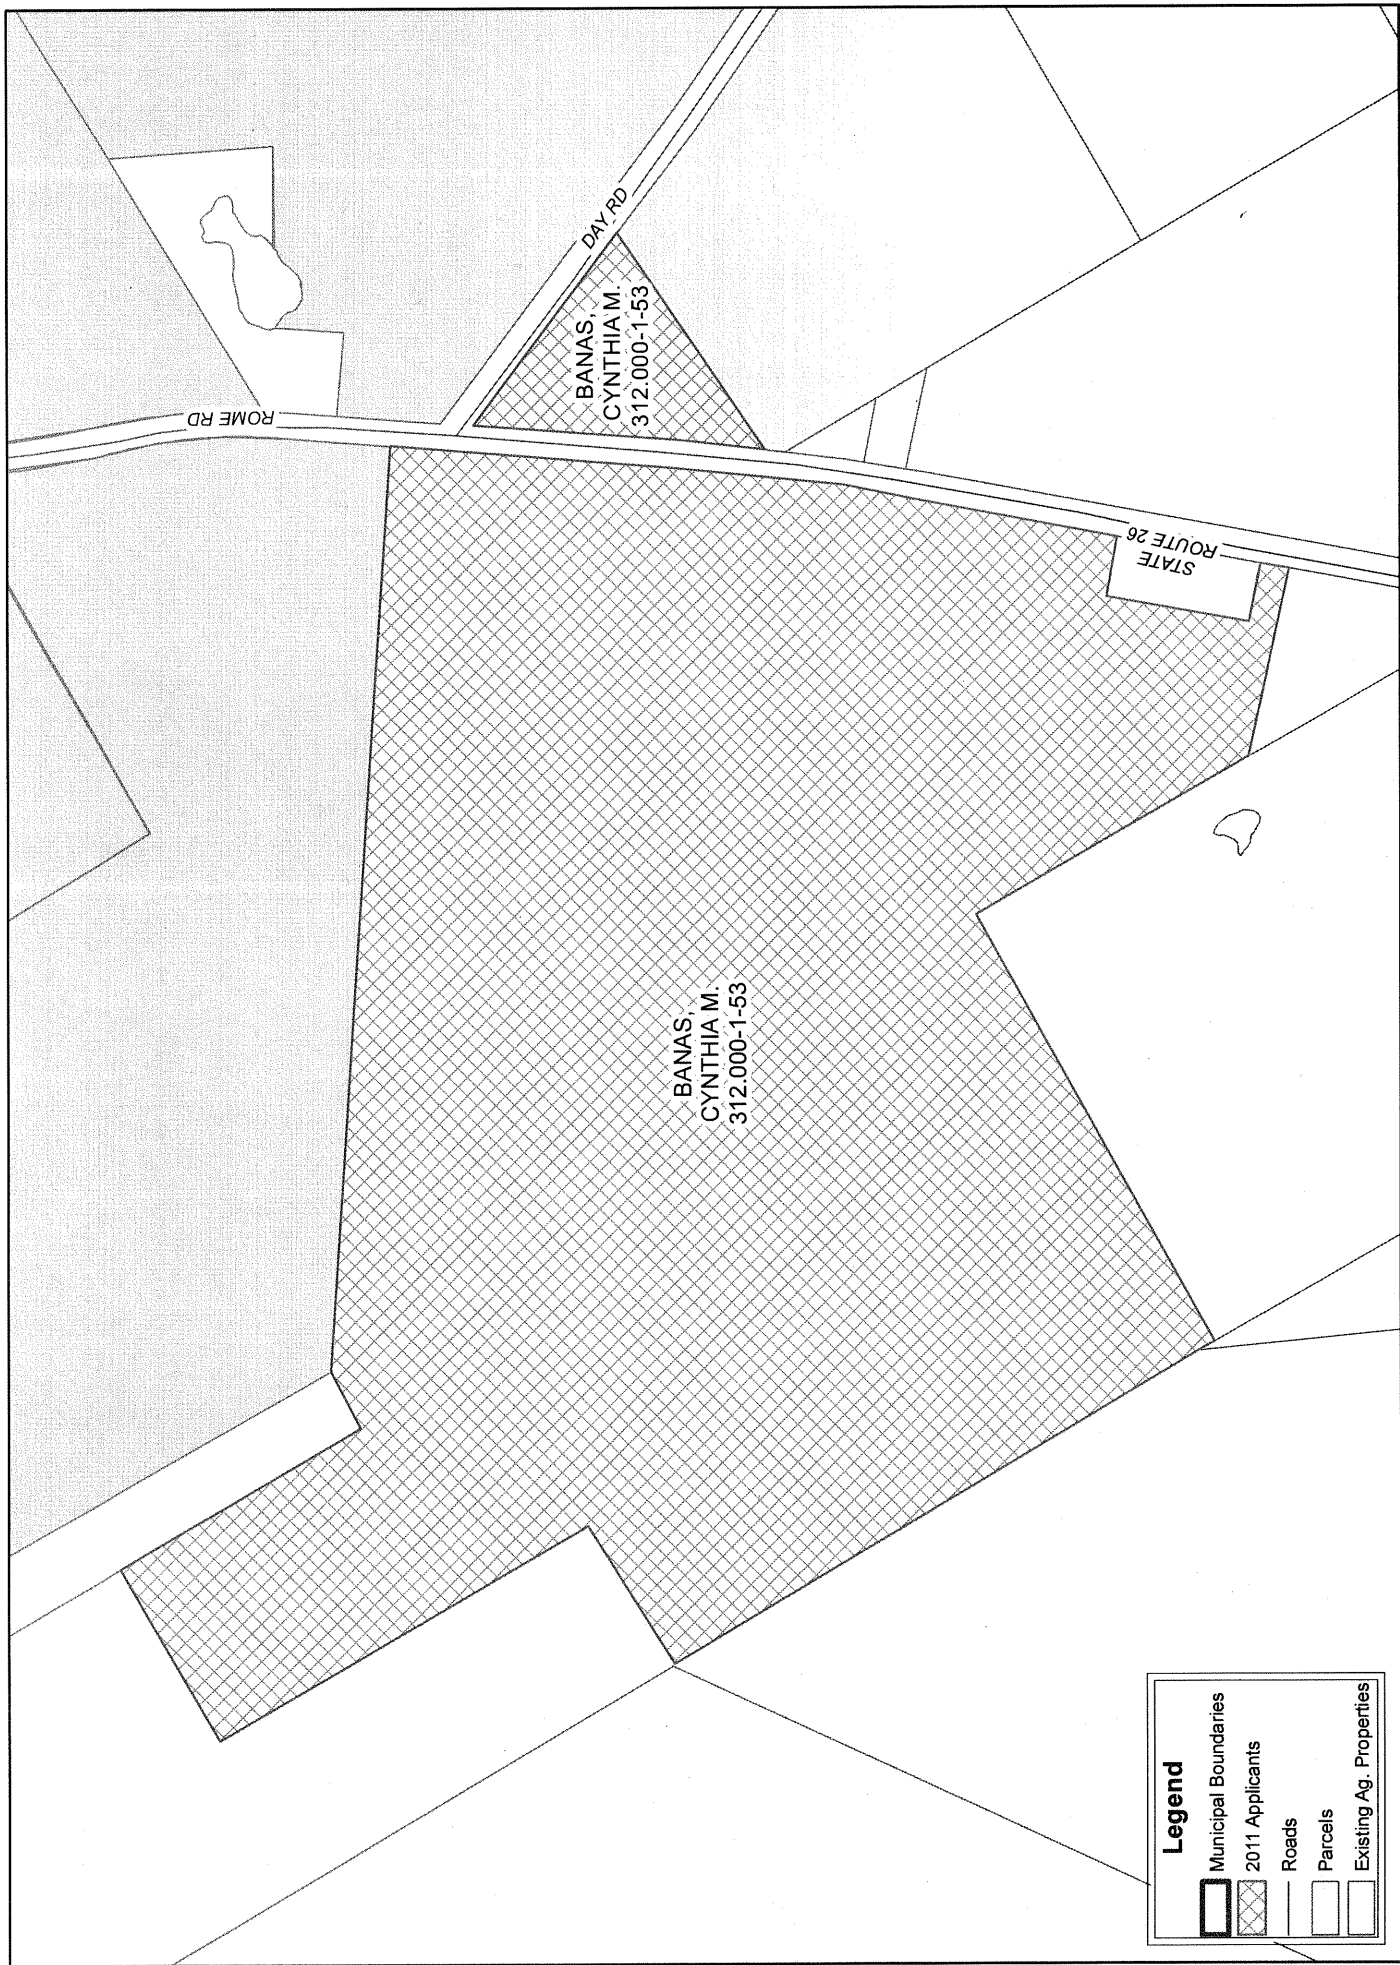 ROME RD
DAY RD
BANAS,
CYNTHIA M.
312.000-1-53
STATE
ROUTE 26
BANAS,
CYNTHIA M.
312.000-1-53
Legend
Municipal Boundaries
2011 Applicants
Roads
Parcels
Existing Ag. Properties